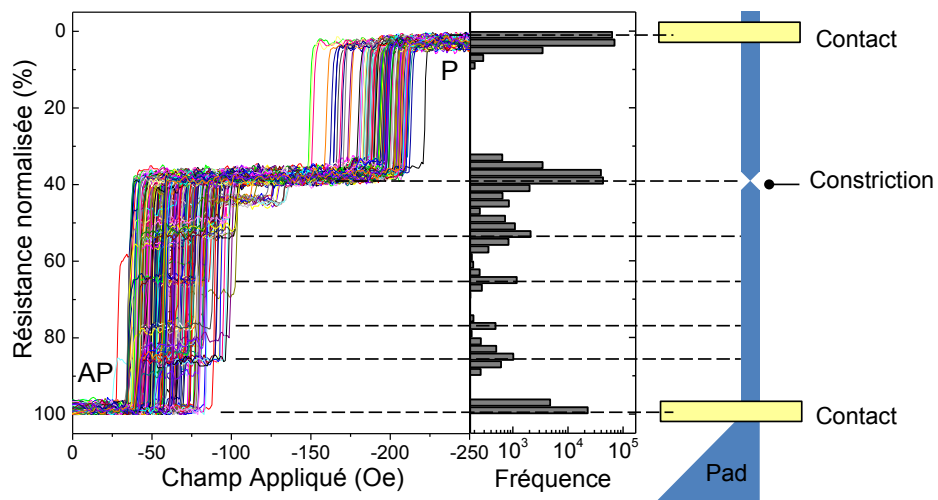 0
20
40
60
80
100
Résistance normalisée (%)
AP
P
0
-50
-100
-150
-200
-250
Champ Appliqué (Oe)
10³
10⁴
10⁵
Fréquence
Contact
Constriction
Contact
Pad